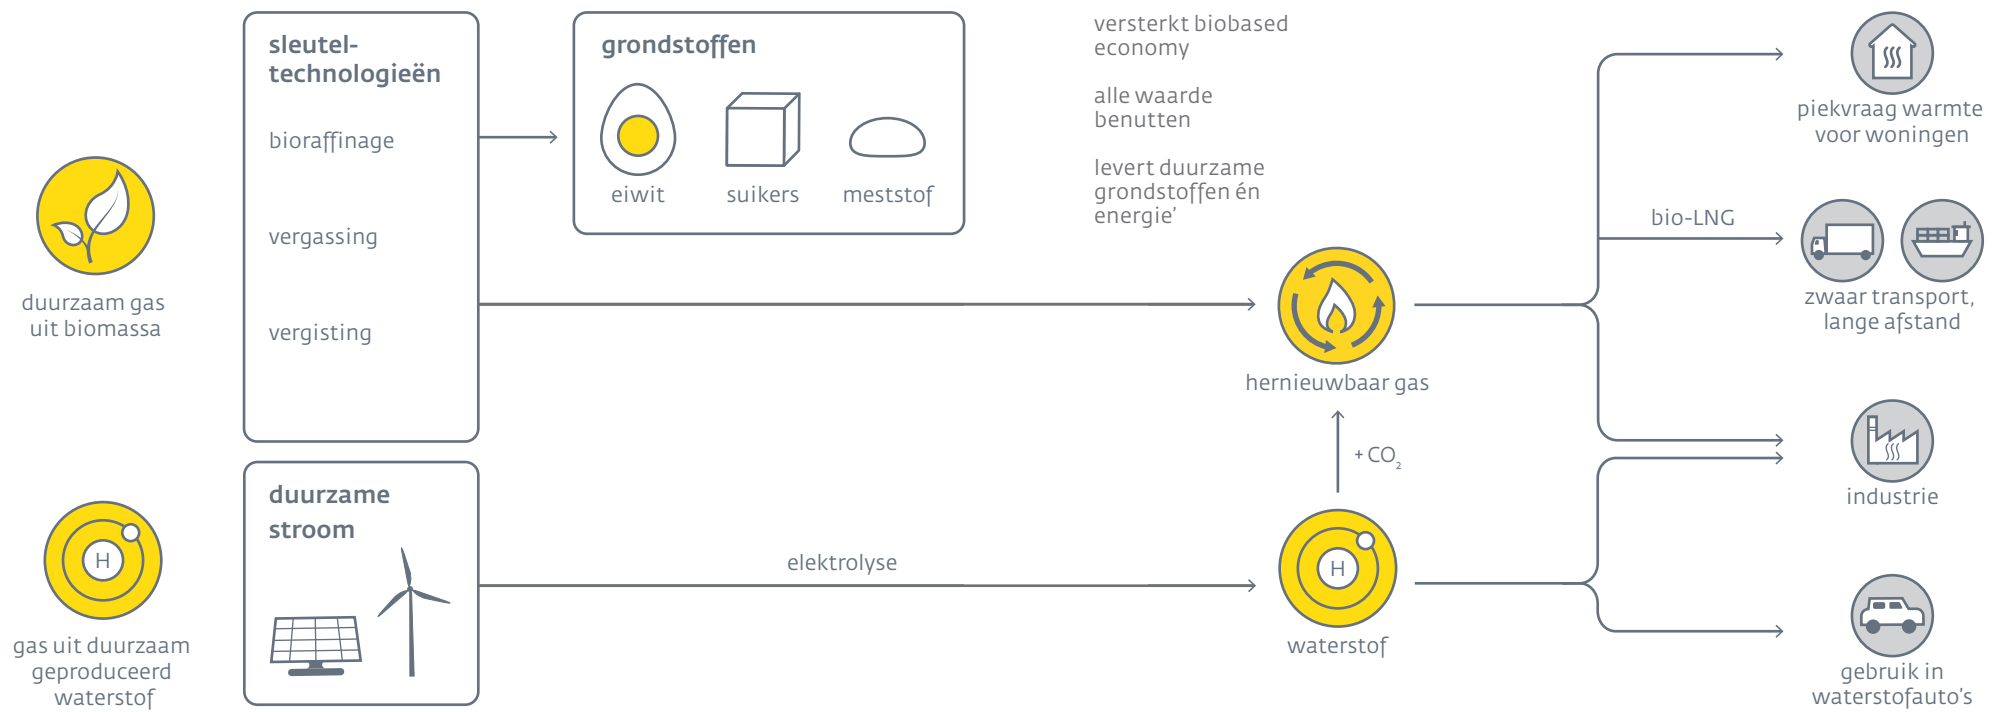 duurzaam gas
uit biomassa
sleutel-
technologieën
bioraffinage
vergassing
vergisting
grondstoffen
eiwit
suikers
meststof
versterkt biobased
economy
alle waarde
benutten
levert duurzame
grondstoffen én
energie'
hernieuwbaar gas
+ CO₂
piekvraag warmte
voor woningen
bio-LNG
zwaar transport,
lange afstand
industrie
H
gas uit duurzaam
geproduceerd
waterstof
duurzame
stroom
elektrolyse
H
waterstof
gebruik in
waterstofauto's